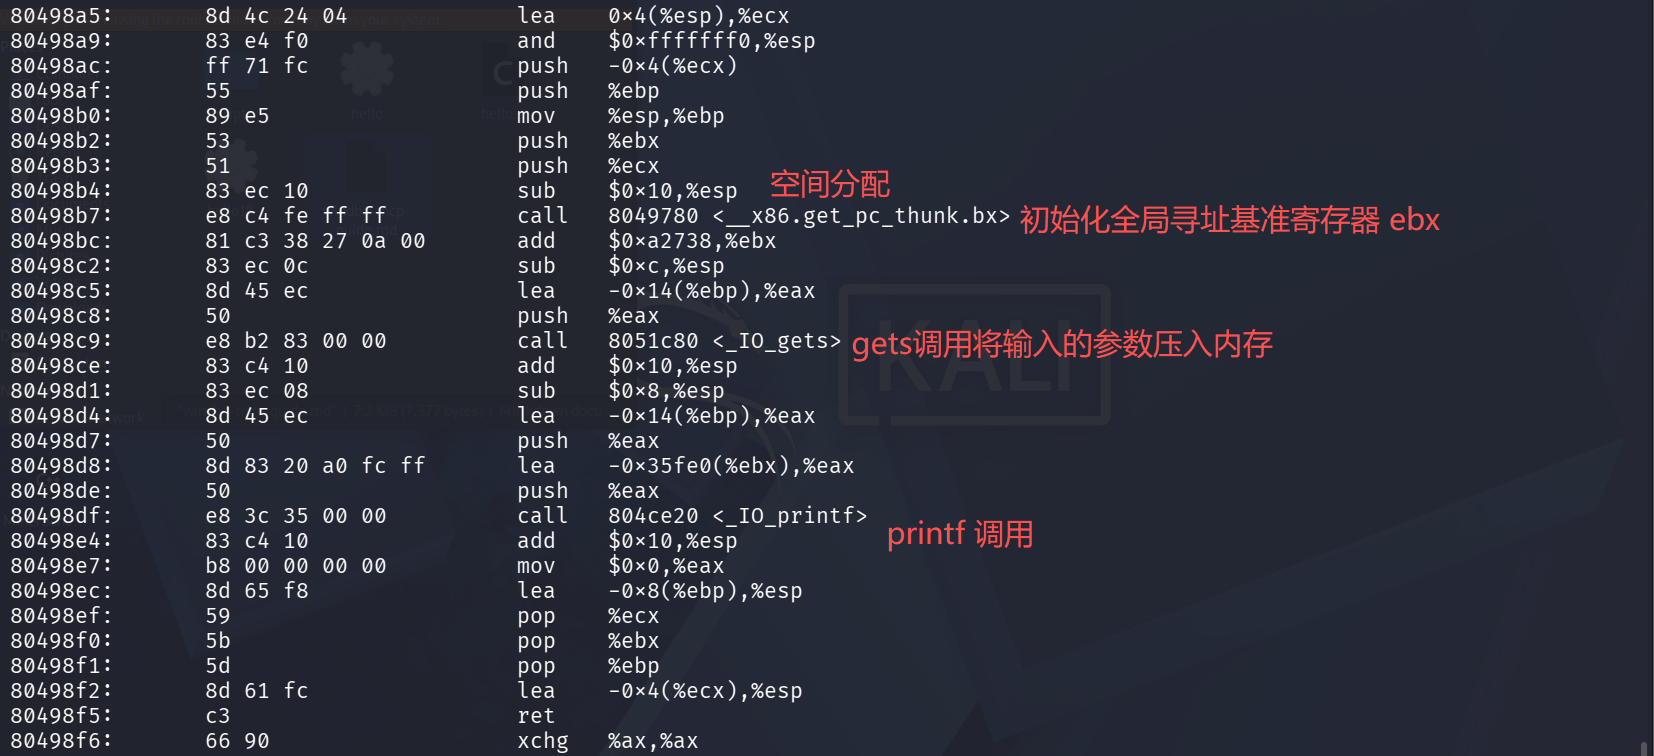 80498a5: 8d 4c 24 04 lea 0×4(%esp),%ecx
80498a9: 83 e4 f0 and $0×fffffff0,%esp
80498ac: ff 71 fc push -0×4(%ecx)
80498af: 55 push %ebp
80498b0: 89 e5 mov %esp,%ebp
80498b2: 53 push %ebx
80498b3: 51 push %ecx
80498b4: 83 ec 10 sub $0×10,%esp 空间分配
80498b7: e8 c4 fe ff ff call 8049780 <__x86.get_pc_thunk.bx> 初始化全局寻址基准寄存器 ebx
80498bc: 81 c3 38 27 0a 00 add $0×a2738,%ebx
80498c2: 83 ec 0c sub $0×c,%esp
80498c5: 8d 45 ec lea -0×14(%ebp),%eax
80498c8: 50 push %eax
80498c9: e8 b2 83 00 00 call 8051c80 <_IO_gets> gets调用将输入的参数压入内存
80498ce: 83 c4 10 add $0×10,%esp
80498d1: 83 ec 08 sub $0×8,%esp
80498d4: 8d 45 ec lea -0×14(%ebp),%eax
80498d7: 50 push %eax
80498d8: 8d 83 20 a0 fc ff lea -0×35fe0(%ebx),%eax
80498de: 50 push %eax
80498df: e8 3c 35 00 00 call 804ce20 <_IO_printf>
printf 调用
80498e4: 83 c4 10 add $0×10,%esp
80498e7: b8 00 00 00 00 mov $0×0,%eax
80498ec: 8d 65 f8 lea -0×8(%ebp),%esp
80498ef: 59 pop %ecx
80498f0: 5b pop %ebx
80498f1: 5d pop %ebp
80498f2: 8d 61 fc lea -0×4(%ecx),%esp
80498f5: c3 ret
80498f6: 66 90 xchg %ax,%ax
KALI
hello